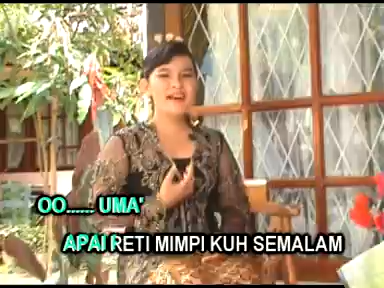 OO...... UMA'
APAI RETI MIMPI KUH SEMALAM